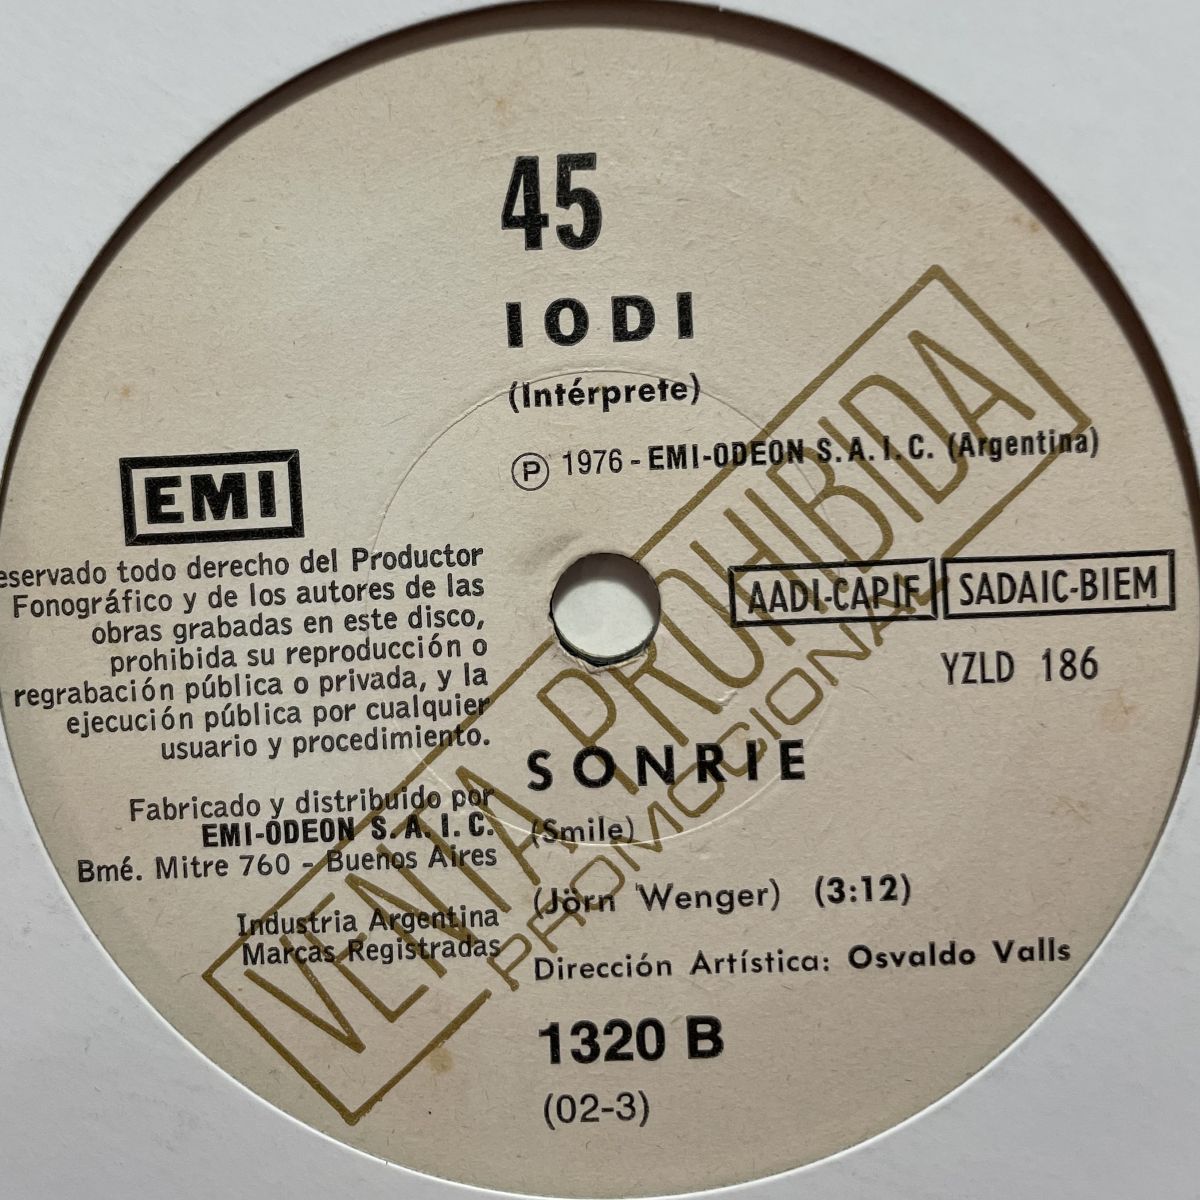 45
IODI
(Intérprete)
℗ 1976 - EMI-ODEON S.A.I.C. (Argentina)
EMI
eservado todo derecho del Productor
Fonográfico y de los autores de las
obras grabadas en este disco,
prohibida su reproducción o
regrabación pública o privada, y la
ejecución pública por cualquier
usuario y procedimiento.
Fabricado y distribuido por
EMI-ODEON S.A.I.C.
Bmé. Mitre 760 - Buenos Aires
Industria Argentina
Marcas Registradas
AADI-CAPIF SADAIC-BIEM
YZLD 186
SONRIE
(Smile)
(Jörn Wenger) (3:12)
Dirección Artística: Osvaldo Valls
1320 B
(02-3)
VENTA PROHIBIDA
PROMOCIONAL